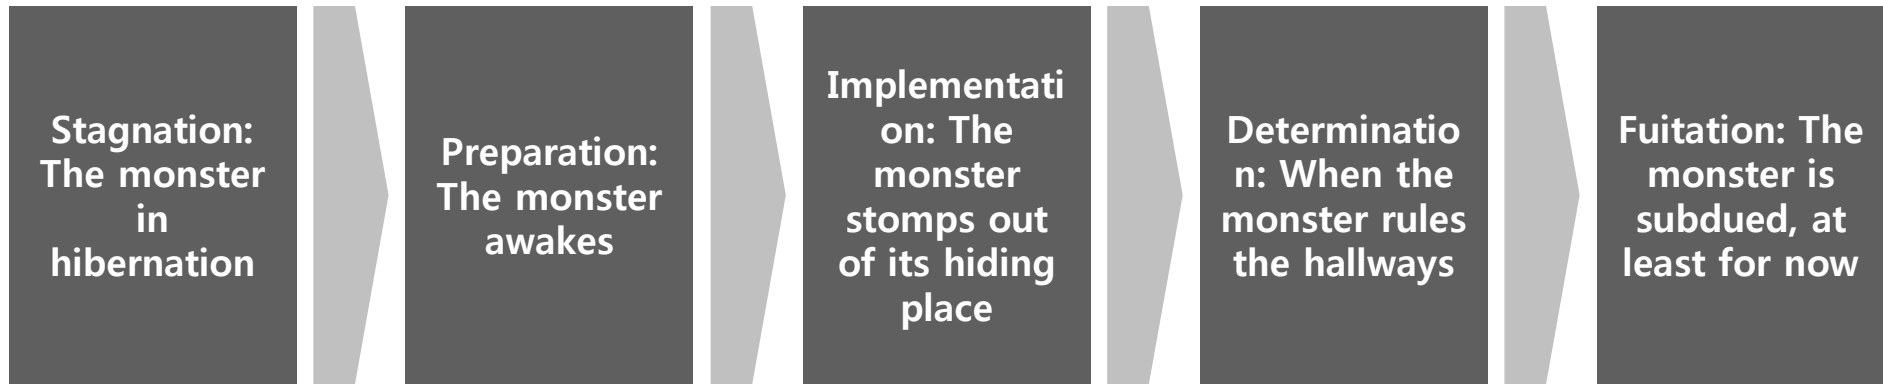 Stagnation:
The monster
in
hibernation
Preparation:
The monster
awakes
Implementati
on: The
monster
stomps out
of its hiding
place
Determinatio
n: When the
monster rules
the hallways
Fuitation: The
monster is
subdued, at
least for now